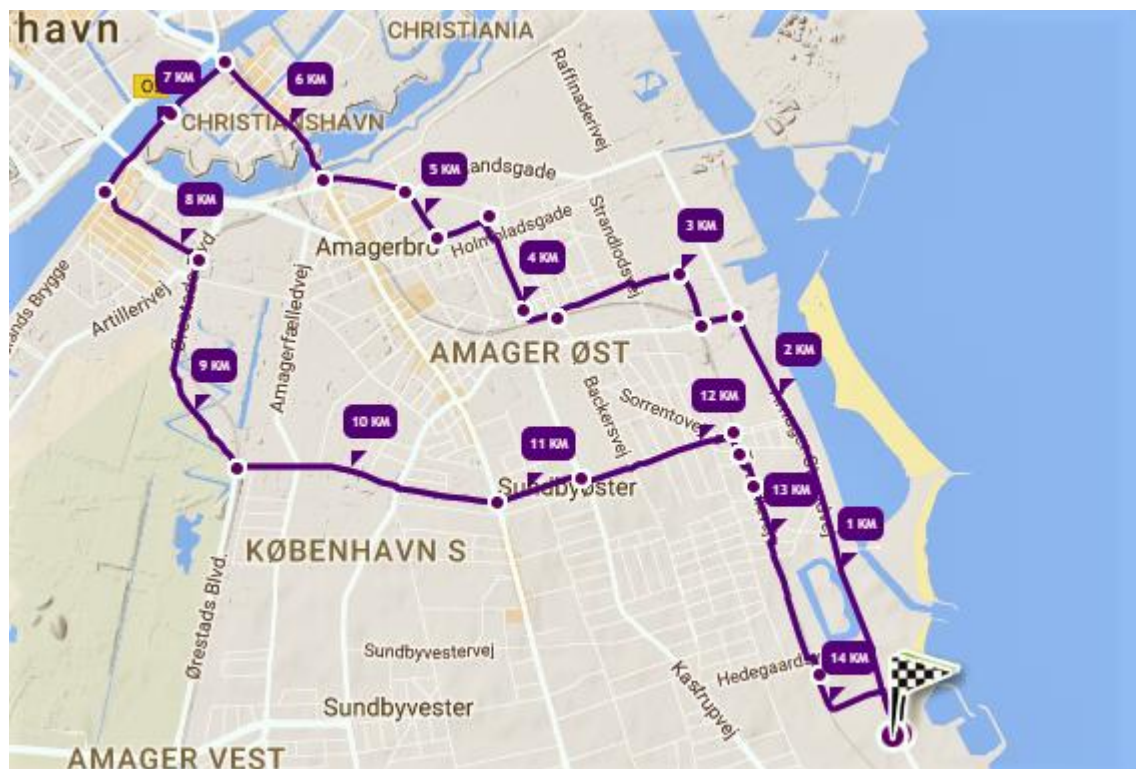 havn
CHRISTIANIA
7 KM
6 KM
CHRISTIANSHAVN
Raffinaderivej
5 KM
landsgade
8 KM
Holmbladsgade
Strandlodsvej
Amagerbro
4 KM
3 KM
Artillerivej
Amagerfælledvej
AMAGER ØST
2 KM
9 KM
Backersvej
Sorrentovej
12 KM
10 KM
11 KM
Sundbyøster
13 KM
1 KM
KØBENHAVN S
Ørestads Blvd.
Sundbyvestervej
Kastrupvej
14 KM
Sundbyvester
AMAGER VEST